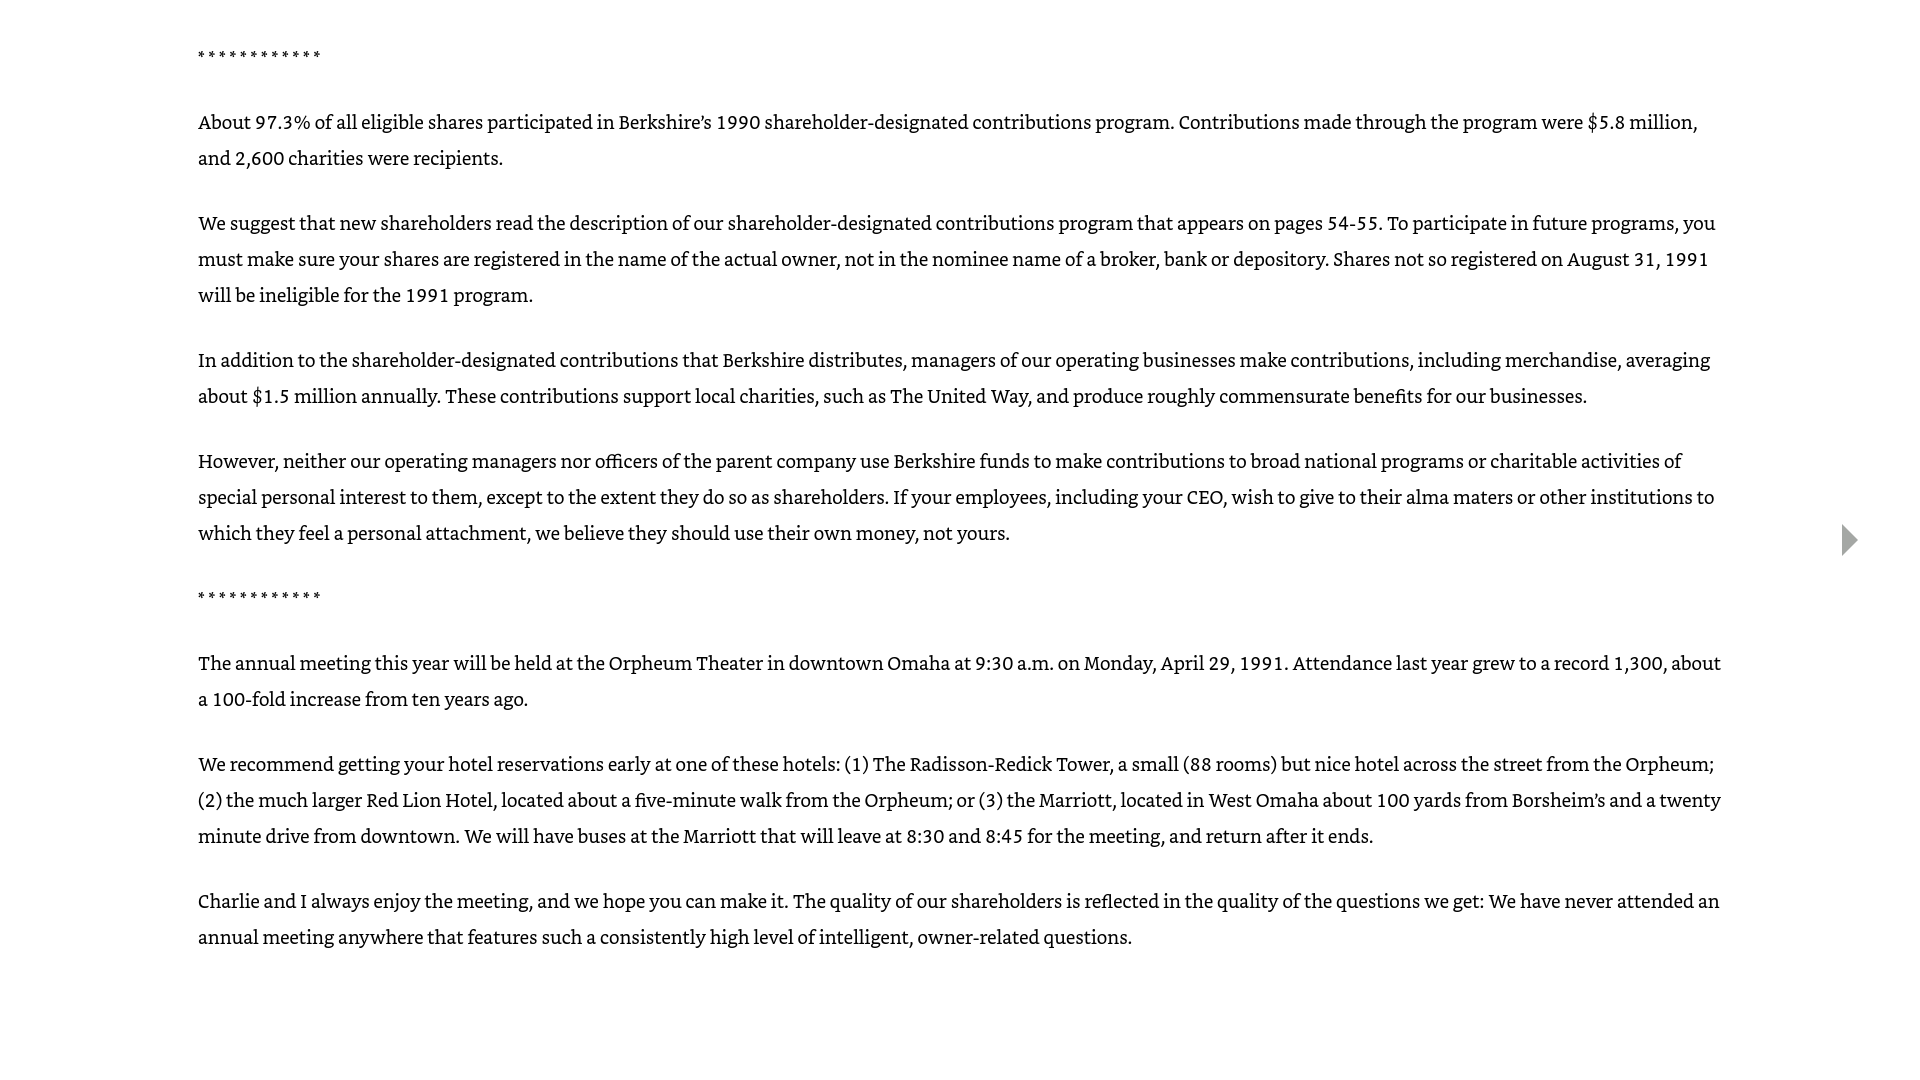 ************
About 97.3% of all eligible shares participated in Berkshire’s 1990 shareholder-designated contributions program. Contributions made through the program were $5.8 million,
and 2,600 charities were recipients.
We suggest that new shareholders read the description of our shareholder-designated contributions program that appears on pages 54-55. To participate in future programs, you
must make sure your shares are registered in the name of the actual owner, not in the nominee name of a broker, bank or depository. Shares not so registered on August 31, 1991
will be ineligible for the 1991 program.
In addition to the shareholder-designated contributions that Berkshire distributes, managers of our operating businesses make contributions, including merchandise, averaging
about $1.5 million annually. These contributions support local charities, such as The United Way, and produce roughly commensurate benefits for our businesses.
However, neither our operating managers nor officers of the parent company use Berkshire funds to make contributions to broad national programs or charitable activities of
special personal interest to them, except to the extent they do so as shareholders. If your employees, including your CEO, wish to give to their alma maters or other institutions to
which they feel a personal attachment, we believe they should use their own money, not yours.
************
The annual meeting this year will be held at the Orpheum Theater in downtown Omaha at 9:30 a.m. on Monday, April 29, 1991. Attendance last year grew to a record 1,300, about
a 100-fold increase from ten years ago.
We recommend getting your hotel reservations early at one of these hotels: (1) The Radisson-Redick Tower, a small (88 rooms) but nice hotel across the street from the Orpheum;
(2) the much larger Red Lion Hotel, located about a five-minute walk from the Orpheum; or (3) the Marriott, located in West Omaha about 100 yards from Borsheim’s and a twenty
minute drive from downtown. We will have buses at the Marriott that will leave at 8:30 and 8:45 for the meeting, and return after it ends.
Charlie and I always enjoy the meeting, and we hope you can make it. The quality of our shareholders is reflected in the quality of the questions we get: We have never attended an
annual meeting anywhere that features such a consistently high level of intelligent, owner-related questions.